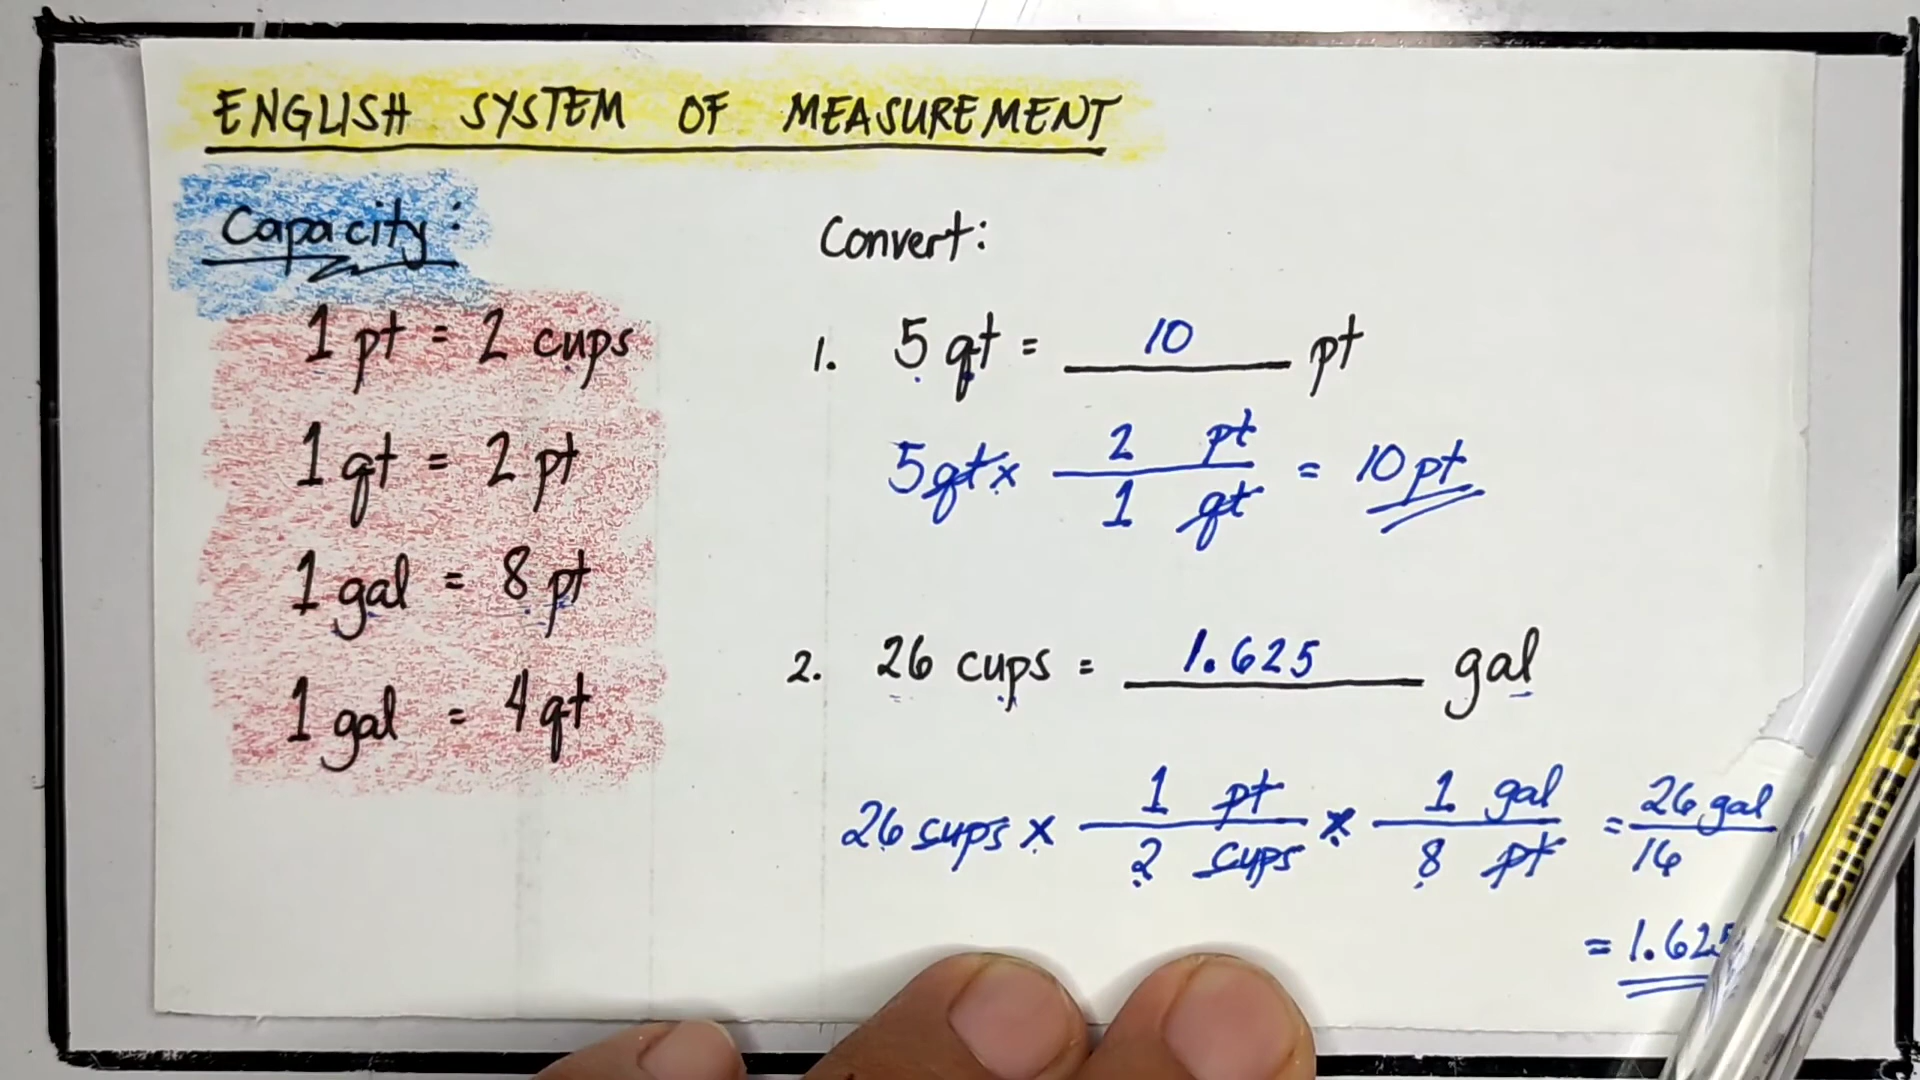 ENGLISH SYSTEM OF MEASUREMENT
Capacity:
1 pt = 2 cups
1 qt = 2 pt
1 gal = 8 pt
1 gal = 4 qt
Convert:
1. 5 qt = 10 pt
5 qt x 2 pt / 1 qt = 10 pt
2. 26 cups = 1.625 gal
26 cups x 1 pt / 2 cups x 1 gal / 8 pt = 26 gal / 16
= 1.625